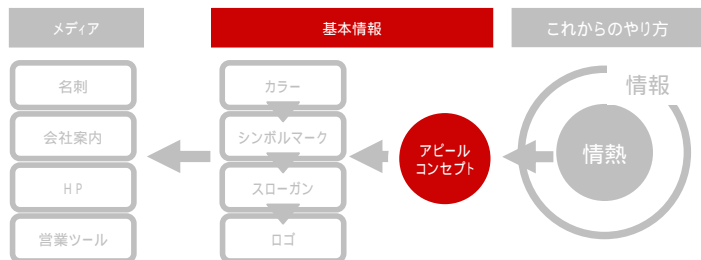 メディア
基本情報
これからのやり方
名刺
会社案内
HP
営業ツール
カラー
シンボルマーク
スローガン
ロゴ
アピール
コンセプト
情報
情熱